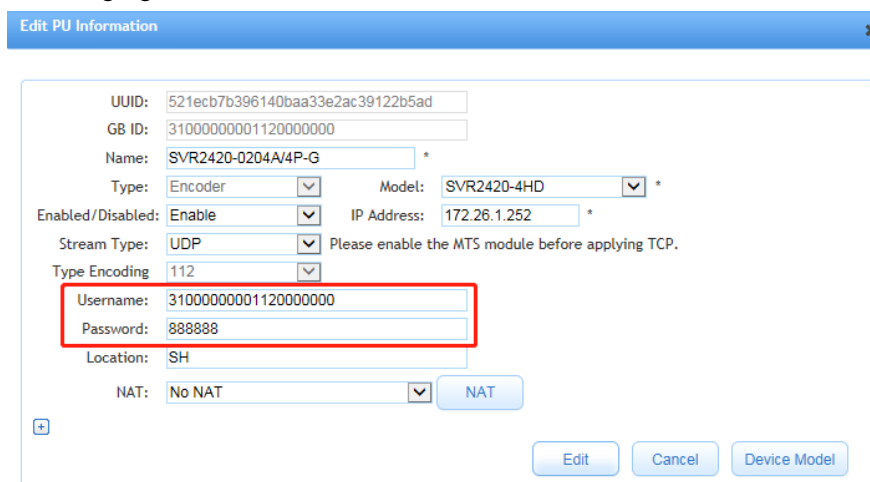 Edit PU Information
UUID: 521ecb7b396140baa33e2ac39122b5ad
GB ID: 31000000001120000000
Name: SVR2420-0204A/4P-G *
Type: Encoder Model: SVR2420-4HD *
Enabled/Disabled: Enable IP Address: 172.26.1.252 *
Stream Type: UDP Please enable the MTS module before applying TCP.
Type Encoding 112
Username: 31000000001120000000
Password: 888888
Location: SH
NAT: No NAT NAT
Edit Cancel Device Model